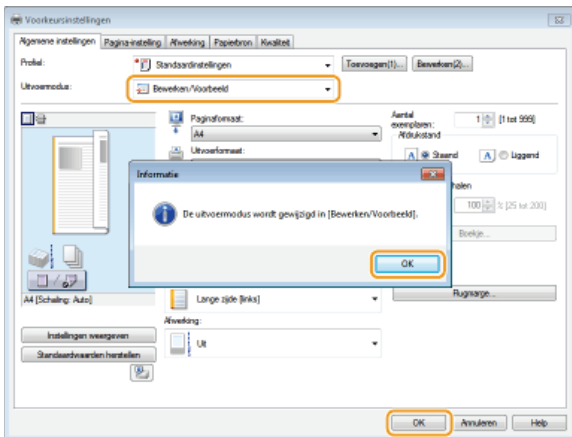 Voorkeursinstellingen
Algemene instellingen Pagina-instelling Afwerking Papierbron Kwaliteit
Profiel: Standaardinstellingen Toevoegen(1)... Bewerken(2)...
Uitvoermodus: Bewerken/Voorbeeld
Paginaformaat:
A4
Uitvoerformaat:
Aantal
exemplaren: 1 [1 tot 999]
Afdrukstand
A Staand A Liggend
Informatie
De uitvoermodus wordt gewijzigd in [Bewerken/Voorbeeld].
OK
halen
100 % [25 tot 200]
Boekje...
A4 [Schaling: Auto]
Lange zijde [links]
Rugmarge...
Afwerking:
Uit
Instellingen weergeven
Standaardwaarden herstellen
OK Annuleren Help